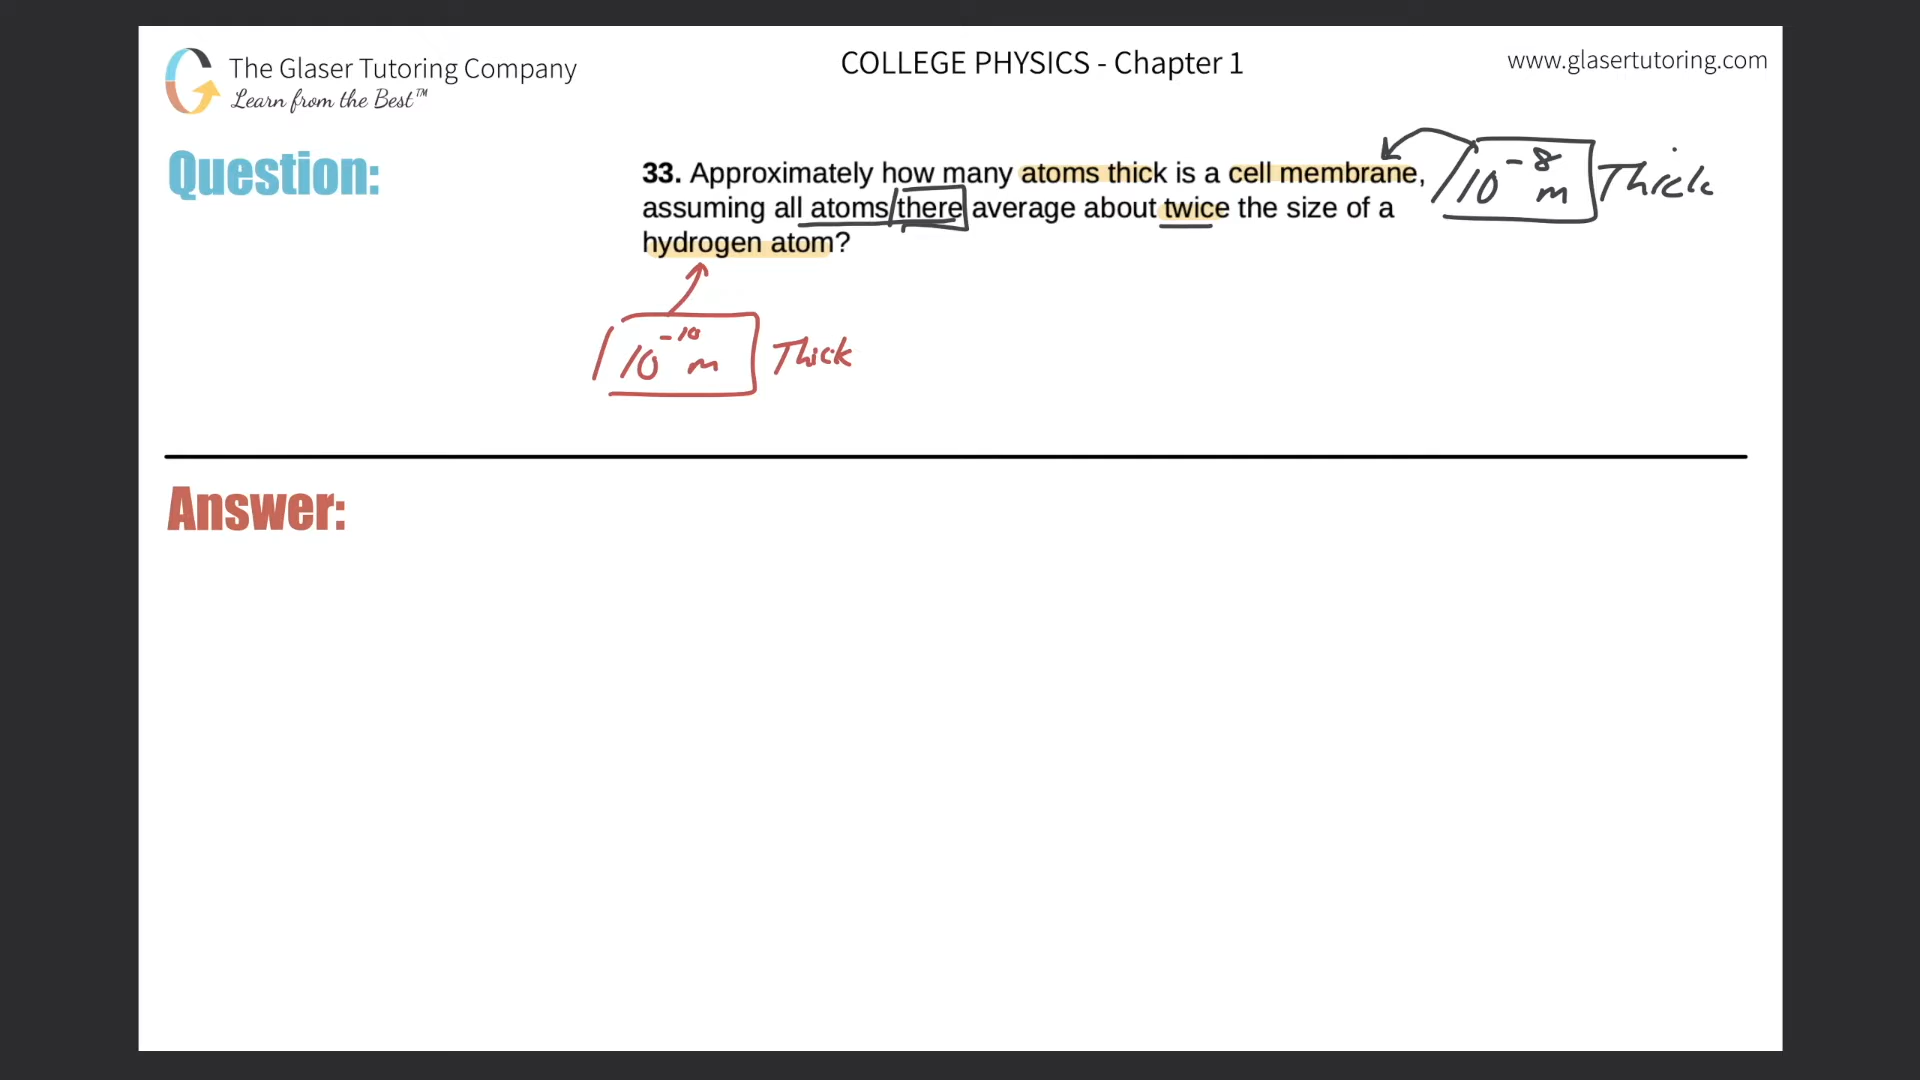 The Glaser Tutoring Company
Learn from the Best™
COLLEGE PHYSICS - Chapter 1
www.glasertutoring.com
Question:
33. Approximately how many atoms thick is a cell membrane,
assuming all atoms there average about twice the size of a
hydrogen atom?
10⁻⁸ m Thick
10⁻¹⁰ m Thick
Answer: